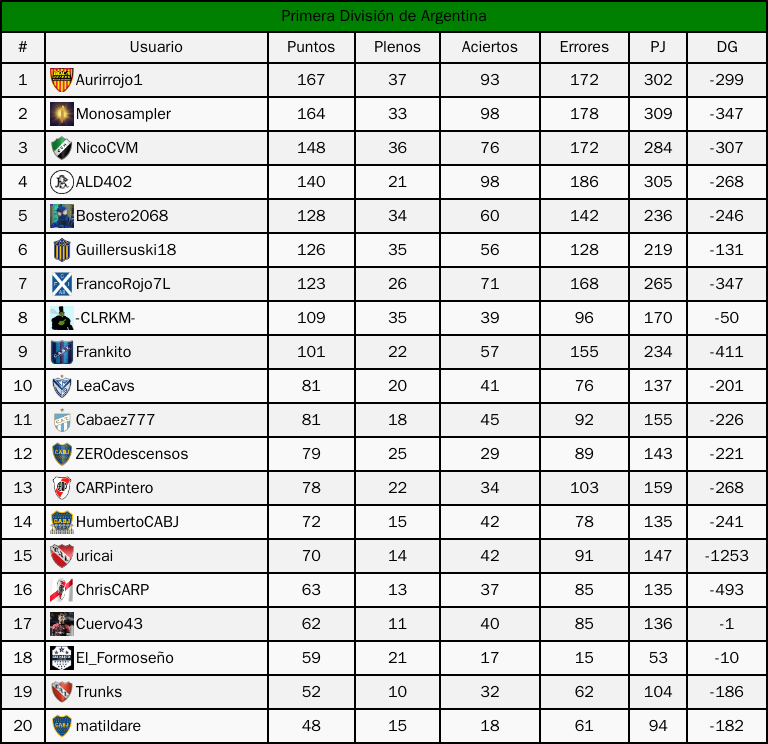 Primera División de Argentina
# Usuario Puntos Plenos Aciertos Errores PJ DG
1 Aurirrojo1 167 37 93 172 302 -299
2 Monosampler 164 33 98 178 309 -347
3 NicoCVM 148 36 76 172 284 -307
4 ALD402 140 21 98 186 305 -268
5 Bostero2068 128 34 60 142 236 -246
6 Guillersuski18 126 35 56 128 219 -131
7 FrancoRojo7L 123 26 71 168 265 -347
8 -CLRKM- 109 35 39 96 170 -50
9 Frankito 101 22 57 155 234 -411
10 LeaCavs 81 20 41 76 137 -201
11 Cabaez777 81 18 45 92 155 -226
12 ZEROdescensos 79 25 29 89 143 -221
13 CARPintero 78 22 34 103 159 -268
14 HumbertoCABJ 72 15 42 78 135 -241
15 uricai 70 14 42 91 147 -1253
16 ChrisCARP 63 13 37 85 135 -493
17 Cuervo43 62 11 40 85 136 -1
18 El_Formoseño 59 21 17 15 53 -10
19 Trunks 52 10 32 62 104 -186
20 matildare 48 15 18 61 94 -182